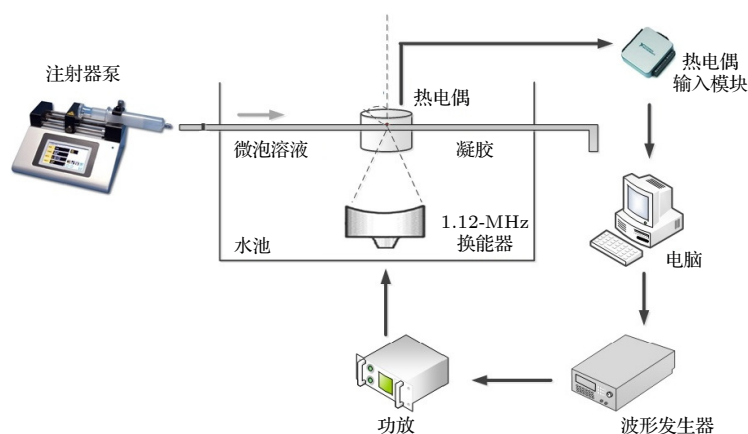 注射器泵
热电偶
热电偶
输入模块
微泡溶液
凝胶
1.12-MHz
换能器
水池
电脑
功放
波形发生器